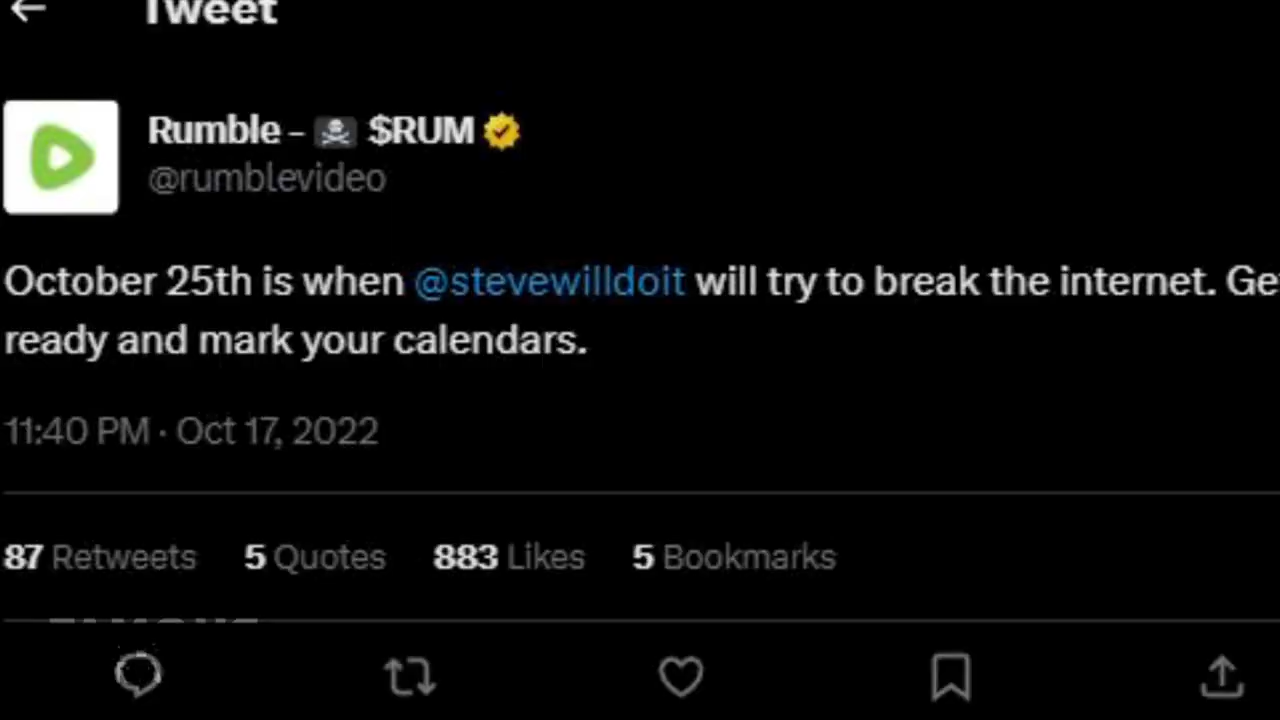 Tweet
Rumble - ☠ $RUM
@rumblevideo
October 25th is when @stevewilldoit will try to break the internet. Ge
ready and mark your calendars.
11:40 PM · Oct 17, 2022
87 Retweets 5 Quotes 883 Likes 5 Bookmarks